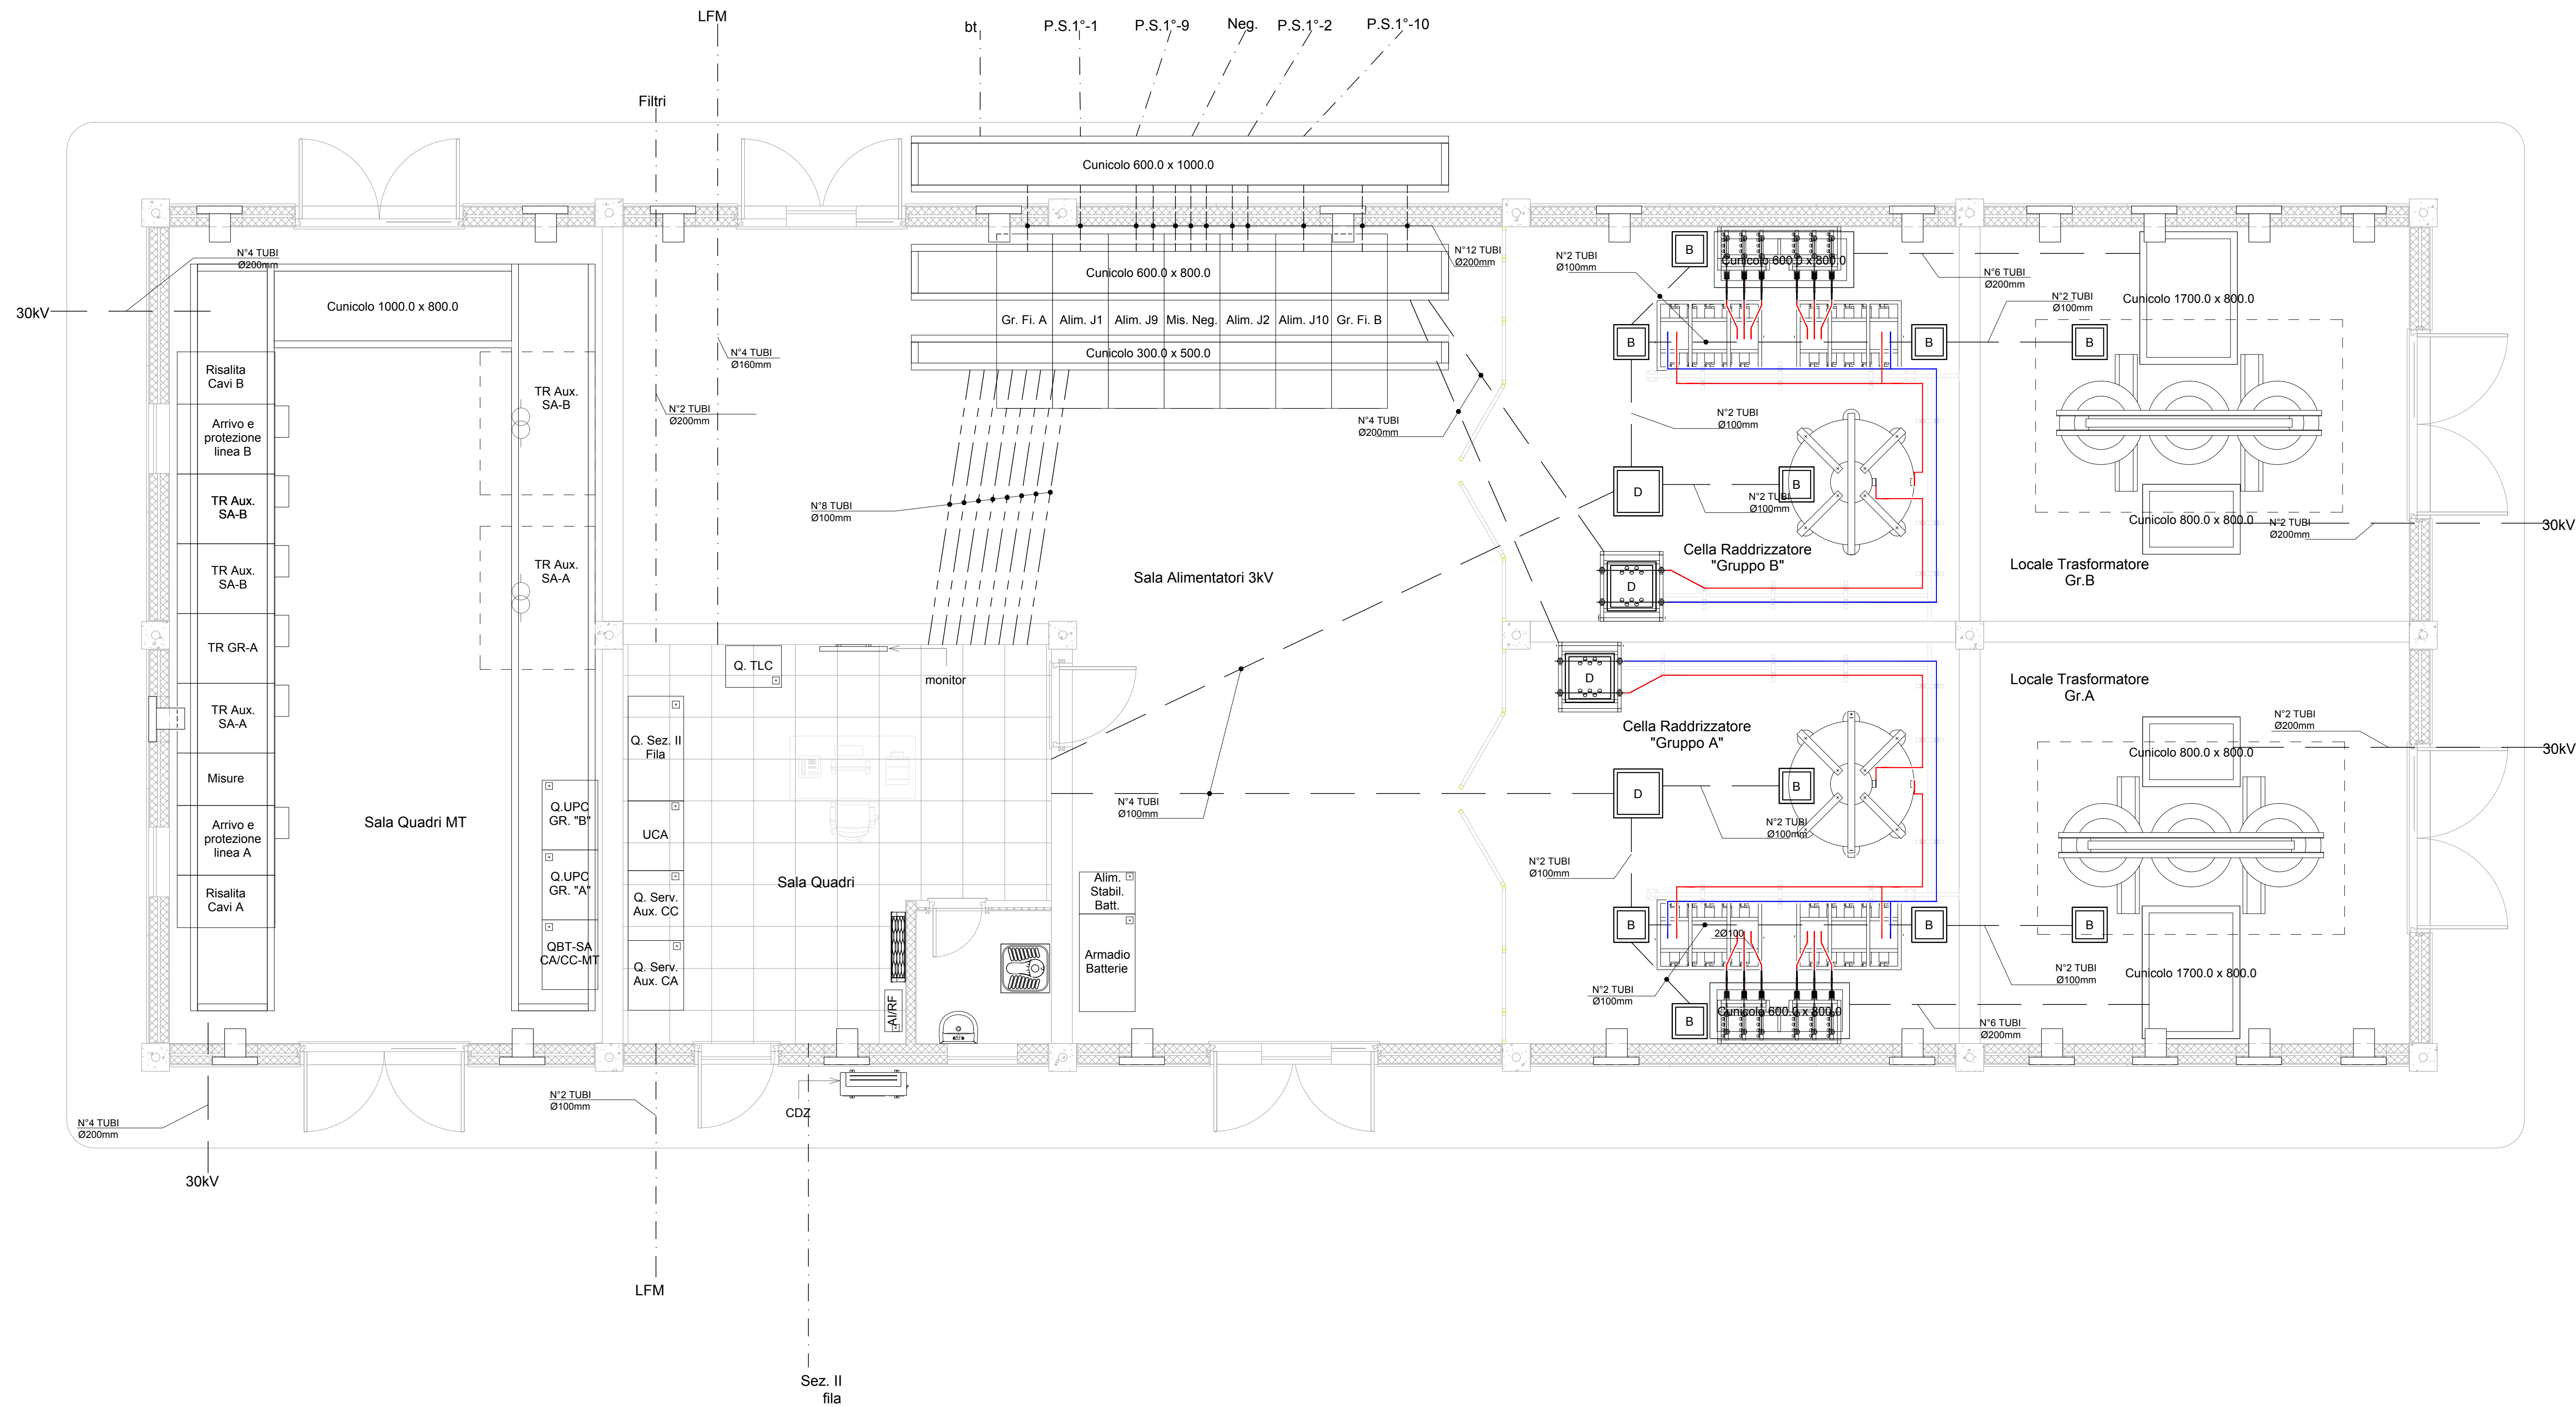 LFM
bt
P.S.1°-1
P.S.1°-9
Neg.
P.S.1°-2
P.S.1°-10
Filtri
Cunicolo 600.0 x 1000.0
N°4 TUBI
Ø200mm
30kV
Cunicolo 1000.0 x 800.0
Cunicolo 600.0 x 800.0
N°12 TUBI
Ø200mm
Gr. Fi. A
Alim. J1
Alim. J9
Mis. Neg.
Alim. J2
Alim. J10
Gr. Fi. B
Cunicolo 300.0 x 500.0
N°4 TUBI
Ø160mm
N°2 TUBI
Ø200mm
N°4 TUBI
Ø200mm
N°8 TUBI
Ø100mm
Risalita
Cavi B
Arrivo e
protezione
linea B
TR Aux.
SA-B
TR Aux.
SA-B
TR GR-A
TR Aux.
SA-A
Misure
Arrivo e
protezione
linea A
Risalita
Cavi A
TR Aux.
SA-B
TR Aux.
SA-A
Sala Quadri MT
Q.UPC
GR. "B"
Q.UPC
GR. "A"
QBT-SA
CA/CC-MT
Q. TLC
monitor
Q. Sez. II
Fila
UCA
Q. Serv.
Aux. CC
Q. Serv.
Aux. CA
Sala Quadri
AI/RF
Sala Alimentatori 3kV
N°4 TUBI
Ø100mm
Alim.
Stabil.
Batt.
Armadio
Batterie
B
Cunicolo 600.0 x 800.0
N°2 TUBI
Ø100mm
N°6 TUBI
Ø200mm
N°2 TUBI
Ø100mm
Cunicolo 1700.0 x 800.0
B
B
B
N°2 TUBI
Ø100mm
D
B
N°2 TUBI
Ø100mm
Cunicolo 800.0 x 800.0
N°2 TUBI
Ø200mm
30kV
Cella Raddrizzatore
"Gruppo B"
Locale Trasformatore
Gr.B
D
D
Cella Raddrizzatore
"Gruppo A"
Locale Trasformatore
Gr.A
N°2 TUBI
Ø200mm
30kV
Cunicolo 800.0 x 800.0
D
B
N°2 TUBI
Ø100mm
N°2 TUBI
Ø100mm
B
2Ø100
B
B
N°2 TUBI
Ø100mm
N°2 TUBI
Ø100mm
Cunicolo 1700.0 x 800.0
B
Cunicolo 600.0 x 800.0
N°6 TUBI
Ø200mm
N°4 TUBI
Ø200mm
30kV
N°2 TUBI
Ø100mm
CDZ
LFM
Sez. II
fila